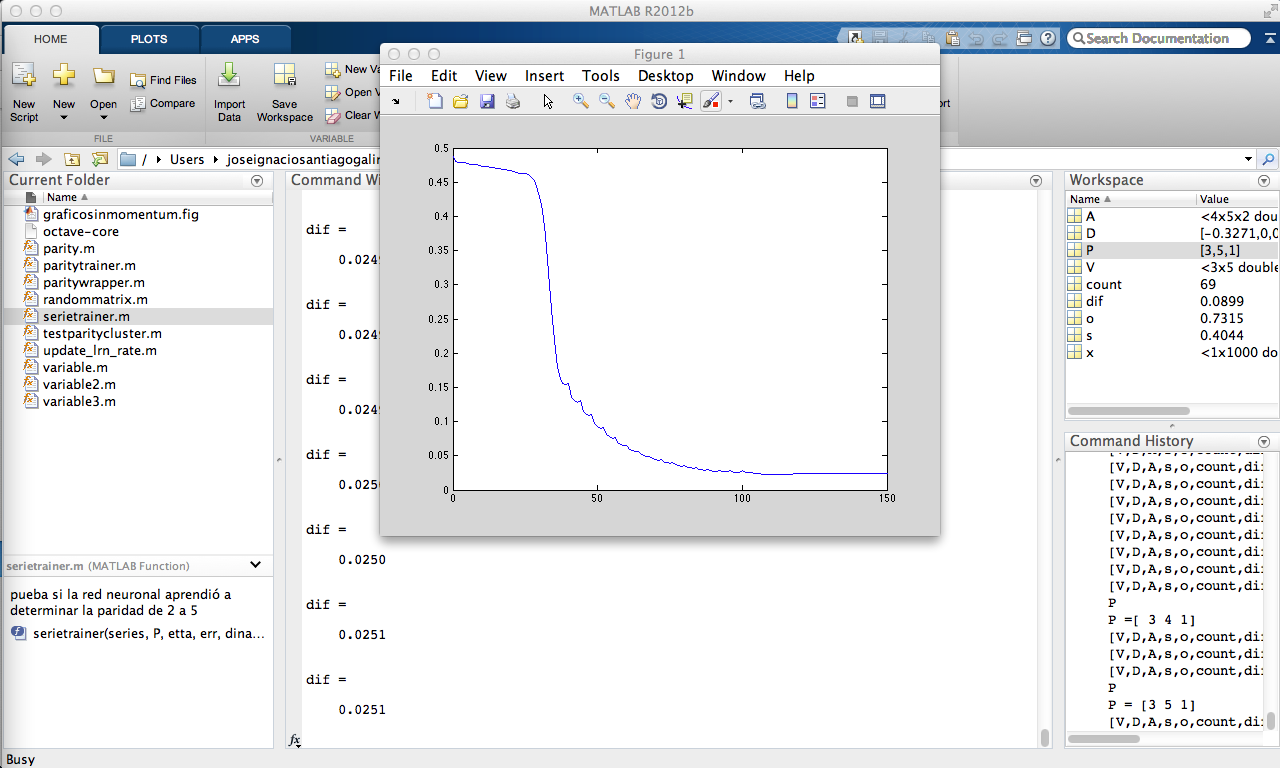 MATLAB R2012b
HOME
PLOTS
APPS
Search Documentation
New Script
New
Open
Find Files
Compare
Import Data
Save Workspace
New Va
Open V
Clear W
FILE
VARIABLE
/ Users joseignaciosantiagogalin
Current Folder
Name
graficosinmomentum.fig
octave-core
parity.m
paritytrainer.m
paritywrapper.m
randommatrix.m
serietrainer.m
testparitycluster.m
update_lrn_rate.m
variable.m
variable2.m
variable3.m
serietrainer.m (MATLAB Function)
pueba si la red neuronal aprendió a
determinar la paridad de 2 a 5
serietrainer(series, P, etta, err, dina...
Busy
Command Wi
dif =
0.0249
dif =
0.0249
dif =
0.0249
dif =
0.0250
dif =
0.0250
dif =
0.0251
dif =
0.0251
fx
Figure 1
File Edit View Insert Tools Desktop Window Help
0.5
0.45
0.4
0.35
0.3
0.25
0.2
0.15
0.1
0.05
0
0 50 100 150
Workspace
Name Value
A <4x5x2 dou
D [-0.3271,0,0
P [3,5,1]
V <3x5 double
count 69
dif 0.0899
o 0.7315
s 0.4044
x <1x1000 do
Command History
[V,D,A,s,o,count,di
[V,D,A,s,o,count,di
[V,D,A,s,o,count,di
[V,D,A,s,o,count,di
[V,D,A,s,o,count,di
[V,D,A,s,o,count,di
[V,D,A,s,o,count,di
[V,D,A,s,o,count,di
[V,D,A,s,o,count,di
P
P =[ 3 4 1]
[V,D,A,s,o,count,di
[V,D,A,s,o,count,di
[V,D,A,s,o,count,di
P
P = [3 5 1]
[V,D,A,s,o,count,di